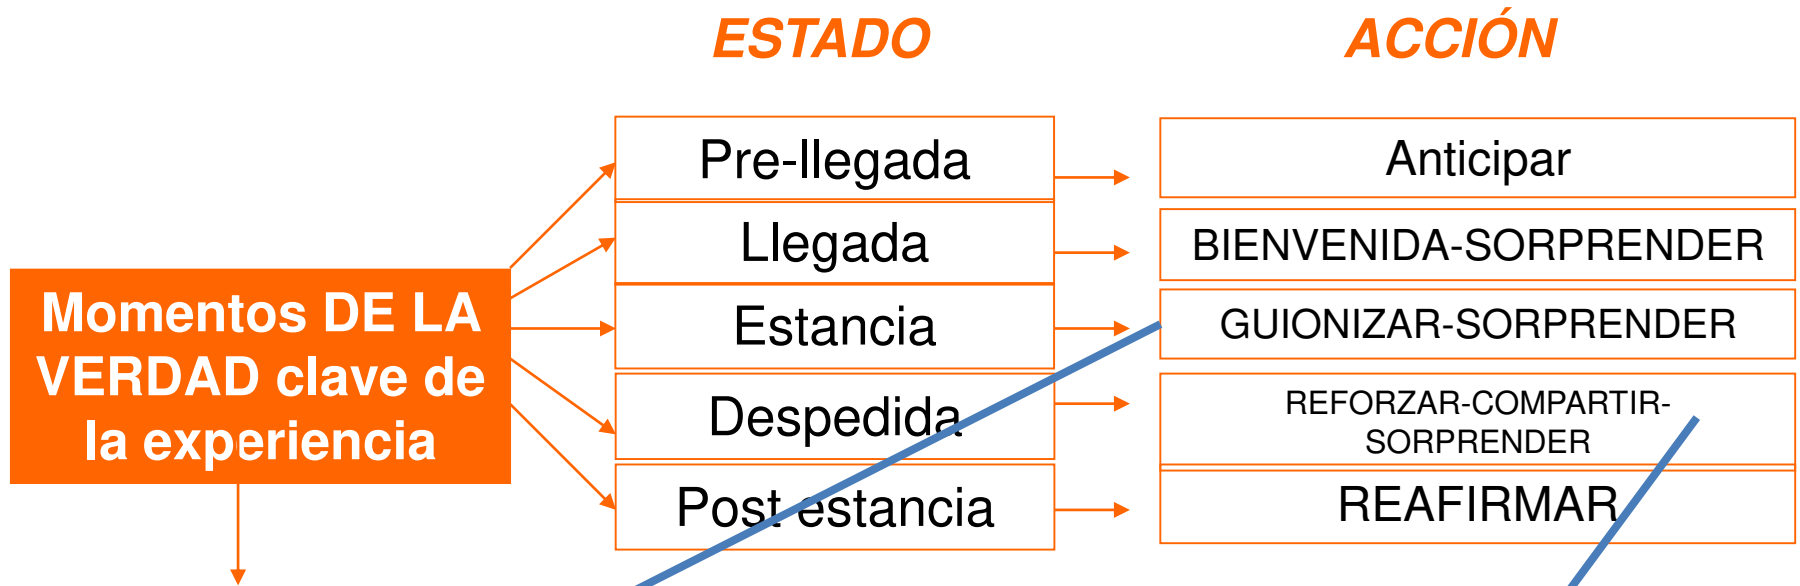 ESTADO
ACCIÓN
Pre-llegada
Anticipar
Llegada
BIENVENIDA-SORPRENDER
Momentos DE LA
VERDAD clave de
la experiencia
Estancia
GUIONIZAR-SORPRENDER
Despedida
REFORZAR-COMPARTIR-
SORPRENDER
Post estancia
REAFIRMAR